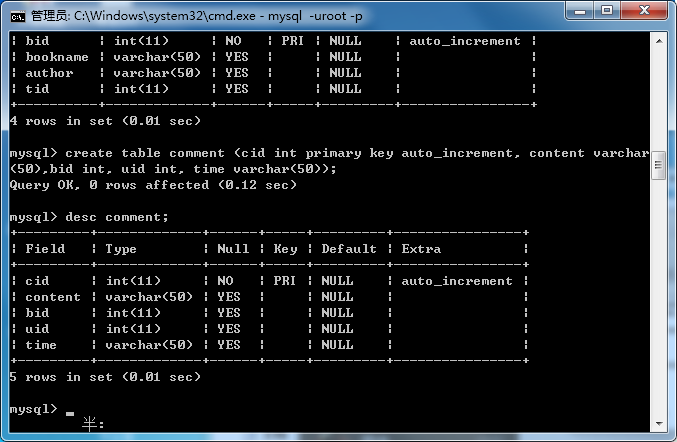 管理员: C:\Windows\system32\cmd.exe - mysql  -uroot -p
| bid      | int(11)     | NO   | PRI | NULL    | auto_increment |
| bookname | varchar(50) | YES  |     | NULL    |                |
| author   | varchar(50) | YES  |     | NULL    |                |
| tid      | int(11)     | YES  |     | NULL    |                |
+----------+-------------+------+-----+---------+----------------+
4 rows in set (0.01 sec)
mysql> create table comment (cid int primary key auto_increment, content varchar
(50),bid int, uid int, time varchar(50));
Query OK, 0 rows affected (0.12 sec)
mysql> desc comment;
+---------+-------------+------+-----+---------+----------------+
| Field   | Type        | Null | Key | Default | Extra          |
+---------+-------------+------+-----+---------+----------------+
| cid     | int(11)     | NO   | PRI | NULL    | auto_increment |
| content | varchar(50) | YES  |     | NULL    |                |
| bid     | int(11)     | YES  |     | NULL    |                |
| uid     | int(11)     | YES  |     | NULL    |                |
| time    | varchar(50) | YES  |     | NULL    |                |
+---------+-------------+------+-----+---------+----------------+
5 rows in set (0.01 sec)
mysql> _
半: